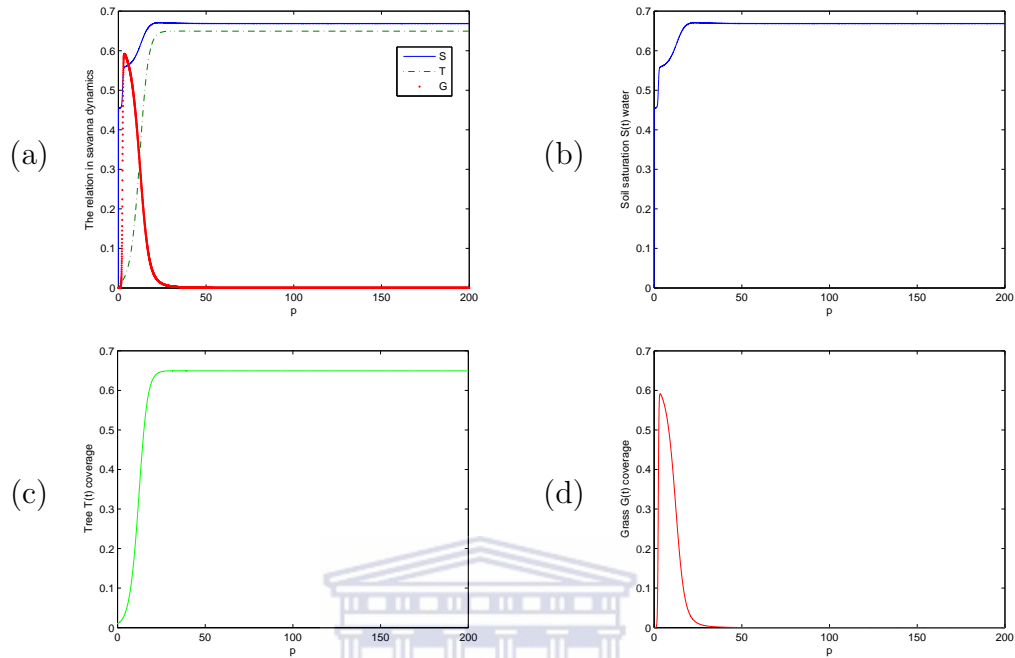 (a)
The relation in savanna dynamics
0.7
0.6
0.5
0.4
0.3
0.2
0.1
0
0 50 100 150 200
p
S
T
G
(b)
Soil saturation S(t) water
0.7
0.6
0.5
0.4
0.3
0.2
0.1
0
0 50 100 150 200
p
(c)
Tree T(t) coverage
0.7
0.6
0.5
0.4
0.3
0.2
0.1
0
0 50 100 150 200
p
(d)
Grass G(t) coverage
0.7
0.6
0.5
0.4
0.3
0.2
0.1
0
0 50 100 150 200
p